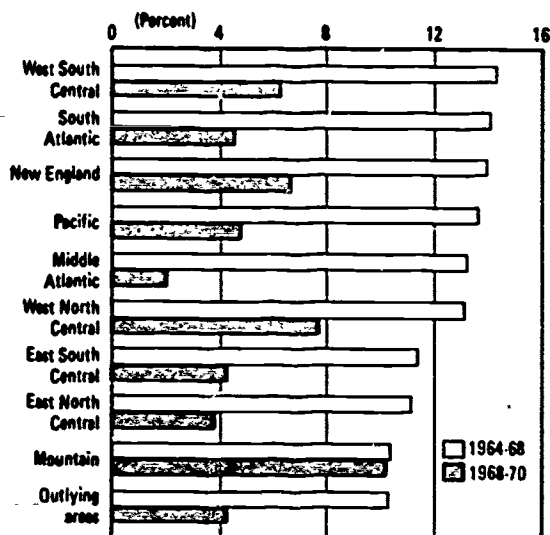 (Percent)
0 4 8 12 16
West South
Central
South
Atlantic
New England
Pacific
Middle
Atlantic
West North
Central
East South
Central
East North
Central
Mountain
Outlying
areas
1964-68
1968-70